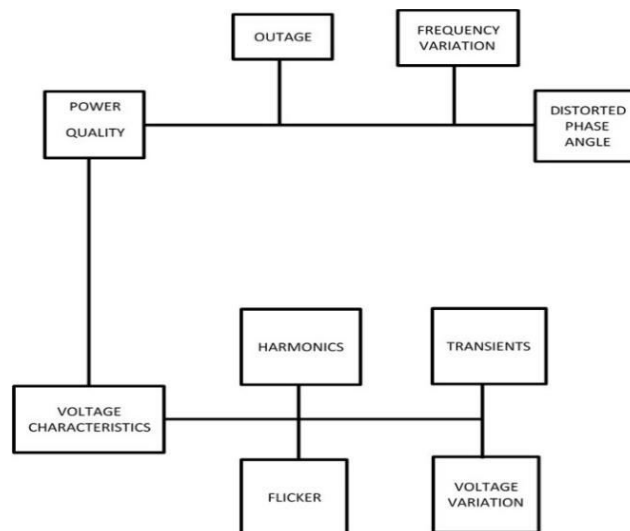 OUTAGE
FREQUENCY
VARIATION
POWER
QUALITY
DISTORTED
PHASE
ANGLE
HARMONICS
TRANSIENTS
VOLTAGE
CHARACTERISTICS
FLICKER
VOLTAGE
VARIATION